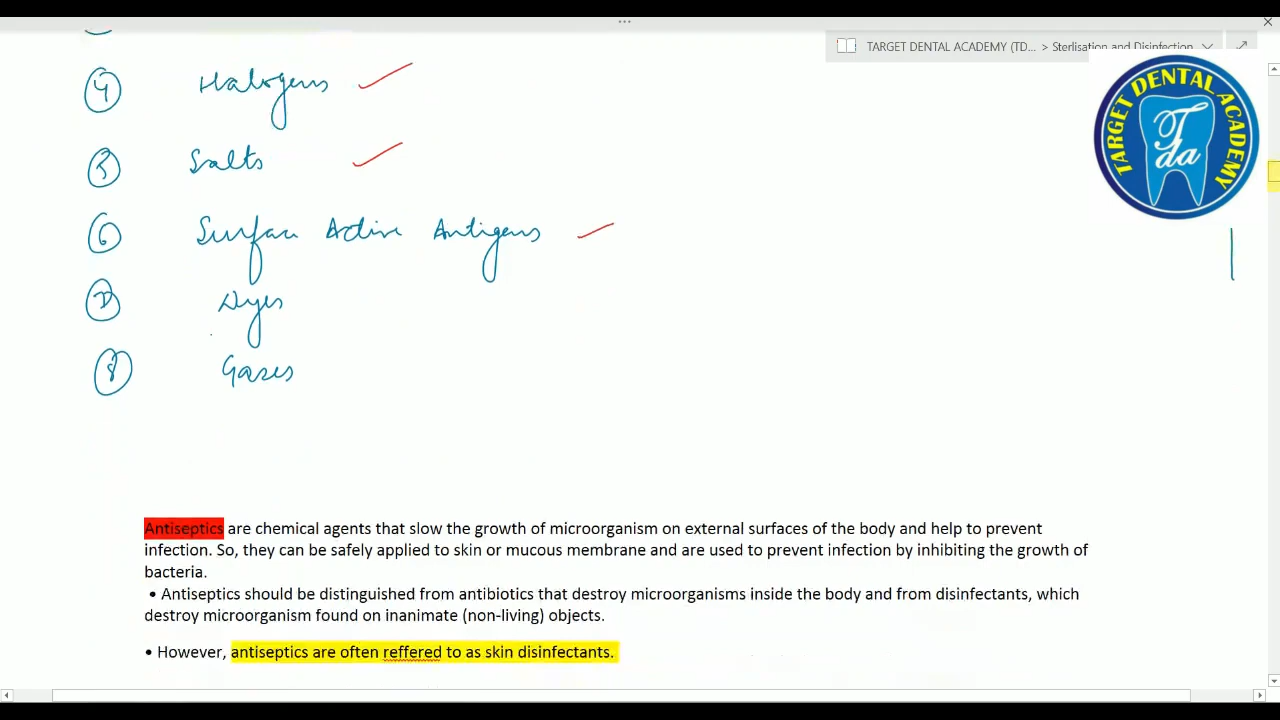 TARGET DENTAL ACADEMY (TD... > Sterlisation and Disinfection
TARGET DENTAL ACADEMY
Tda
4 Halogens
5 Salts
6 Surface Active Antigens
7 Dyes
8 Gases
Antiseptics are chemical agents that slow the growth of microorganism on external surfaces of the body and help to prevent
infection. So, they can be safely applied to skin or mucous membrane and are used to prevent infection by inhibiting the growth of
bacteria.
• Antiseptics should be distinguished from antibiotics that destroy microorganisms inside the body and from disinfectants, which
destroy microorganism found on inanimate (non-living) objects.
• However, antiseptics are often reffered to as skin disinfectants.